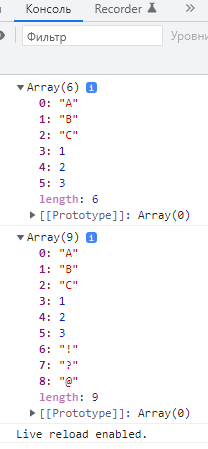 Консоль Recorder
Фильтр Уровни
Array(6) i
0: "A"
1: "B"
2: "C"
3: 1
4: 2
5: 3
length: 6
[[Prototype]]: Array(0)
Array(9) i
0: "A"
1: "B"
2: "C"
3: 1
4: 2
5: 3
6: "!"
7: "?"
8: "@"
length: 9
[[Prototype]]: Array(0)
Live reload enabled.